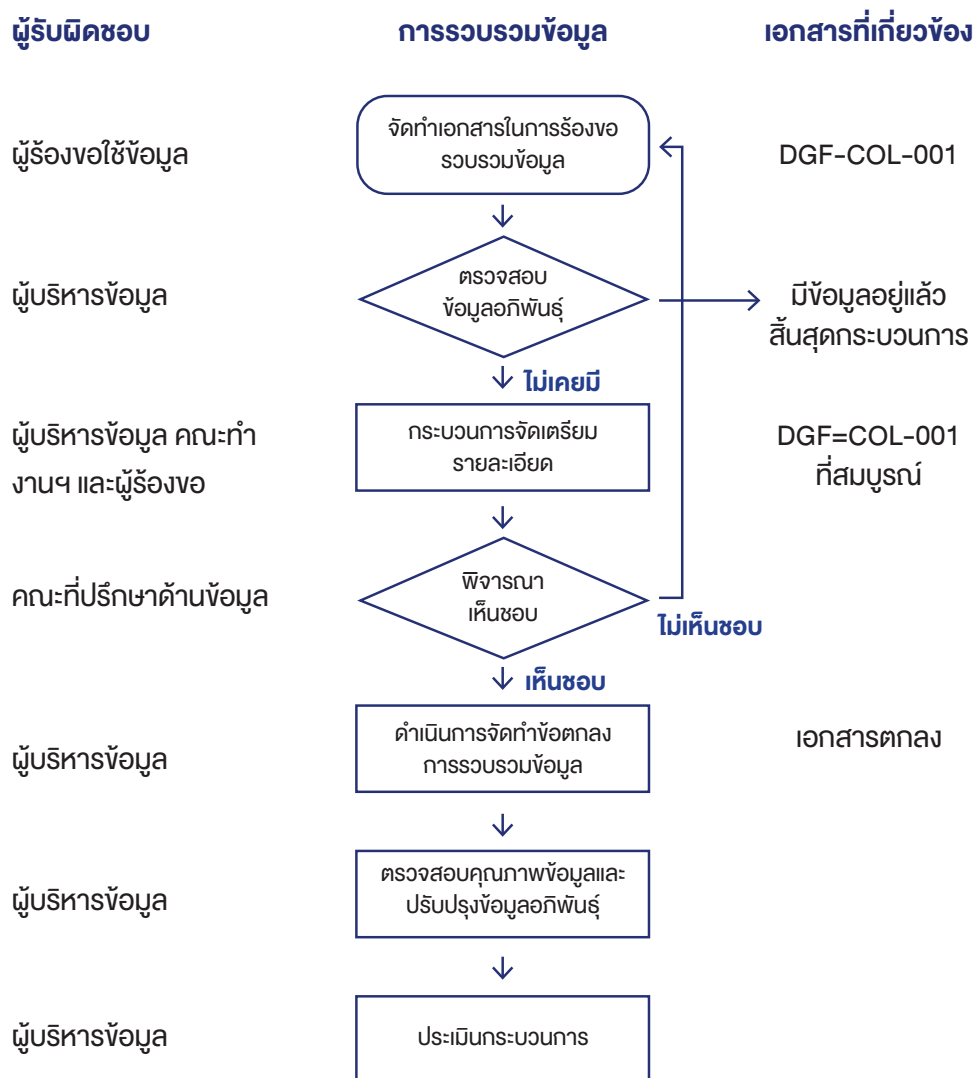 ผู้รับผิดชอบ การรวบรวมข้อมูล เอกสารที่เกี่ยวข้อง
จัดทำเอกสารในการร้องขอ
รวบรวมข้อมูล
ผู้ร้องขอใช้ข้อมูล
DGF-COL-001
ตรวจสอบ
ข้อมูลอภิพันธุ์
ผู้บริหารข้อมูล
มีข้อมูลอยู่แล้ว
สิ้นสุดกระบวนการ
ไม่เคยมี
ผู้บริหารข้อมูล คณะทำ
งานฯ และผู้ร้องขอ
กระบวนการจัดเตรียม
รายละเอียด
DGF=COL-001
ที่สมบูรณ์
คณะที่ปรึกษาด้านข้อมูล
พิจารณา
เห็นชอบ
ไม่เห็นชอบ
เห็นชอบ
ผู้บริหารข้อมูล
ดำเนินการจัดทำข้อตกลง
การรวบรวมข้อมูล
เอกสารตกลง
ผู้บริหารข้อมูล
ตรวจสอบคุณภาพข้อมูลและ
ปรับปรุงข้อมูลอภิพันธุ์
ผู้บริหารข้อมูล
ประเมินกระบวนการ